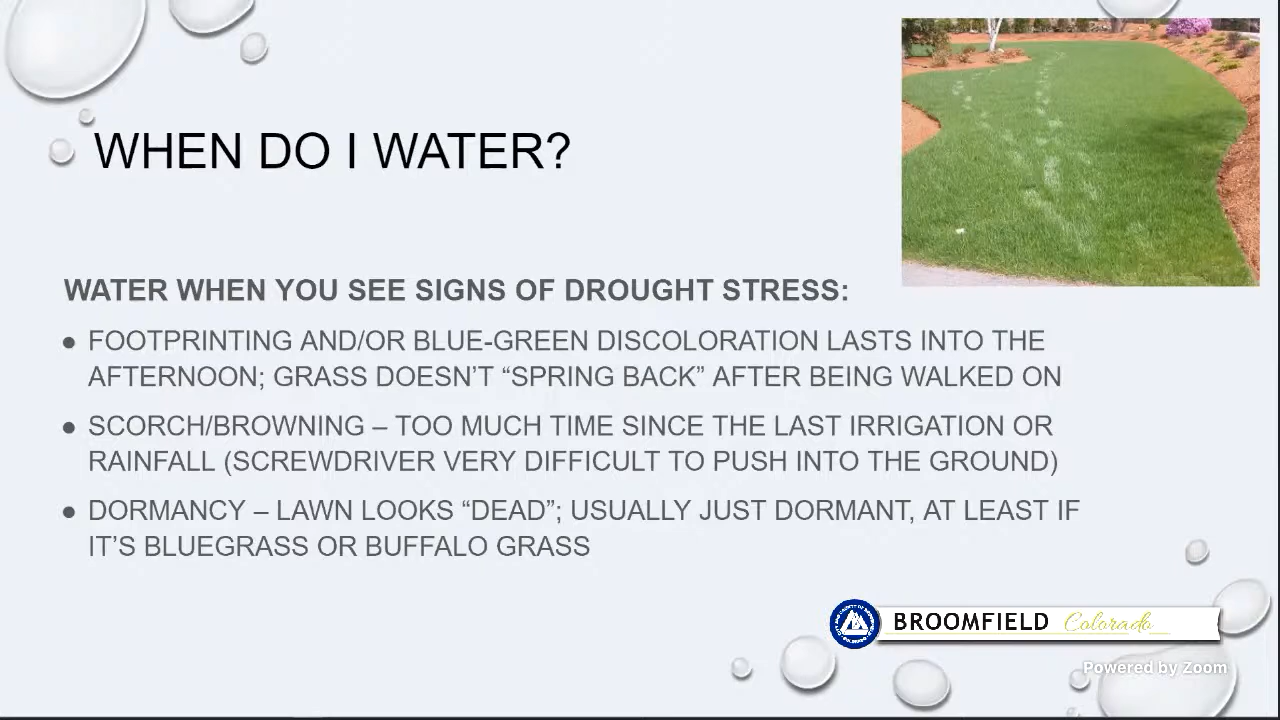 WHEN DO I WATER?
WATER WHEN YOU SEE SIGNS OF DROUGHT STRESS:
● FOOTPRINTING AND/OR BLUE-GREEN DISCOLORATION LASTS INTO THE
AFTERNOON; GRASS DOESN’T “SPRING BACK” AFTER BEING WALKED ON
● SCORCH/BROWNING – TOO MUCH TIME SINCE THE LAST IRRIGATION OR
RAINFALL (SCREWDRIVER VERY DIFFICULT TO PUSH INTO THE GROUND)
● DORMANCY – LAWN LOOKS “DEAD”; USUALLY JUST DORMANT, AT LEAST IF
IT’S BLUEGRASS OR BUFFALO GRASS
BROOMFIELD Colorado
Powered by Zoom